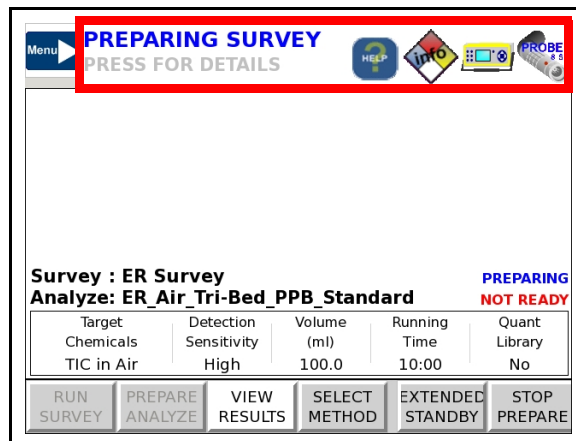 Menu
PREPARING SURVEY
PRESS FOR DETAILS
HELP
info
PROBE
8 5
Survey : ER Survey
PREPARING
Analyze: ER_Air_Tri-Bed_PPB_Standard
NOT READY
Target Chemicals
Detection Sensitivity
Volume (ml)
Running Time
Quant Library
TIC in Air
High
100.0
10:00
No
RUN SURVEY
PREPARE ANALYZE
VIEW RESULTS
SELECT METHOD
EXTENDED STANDBY
STOP PREPARE